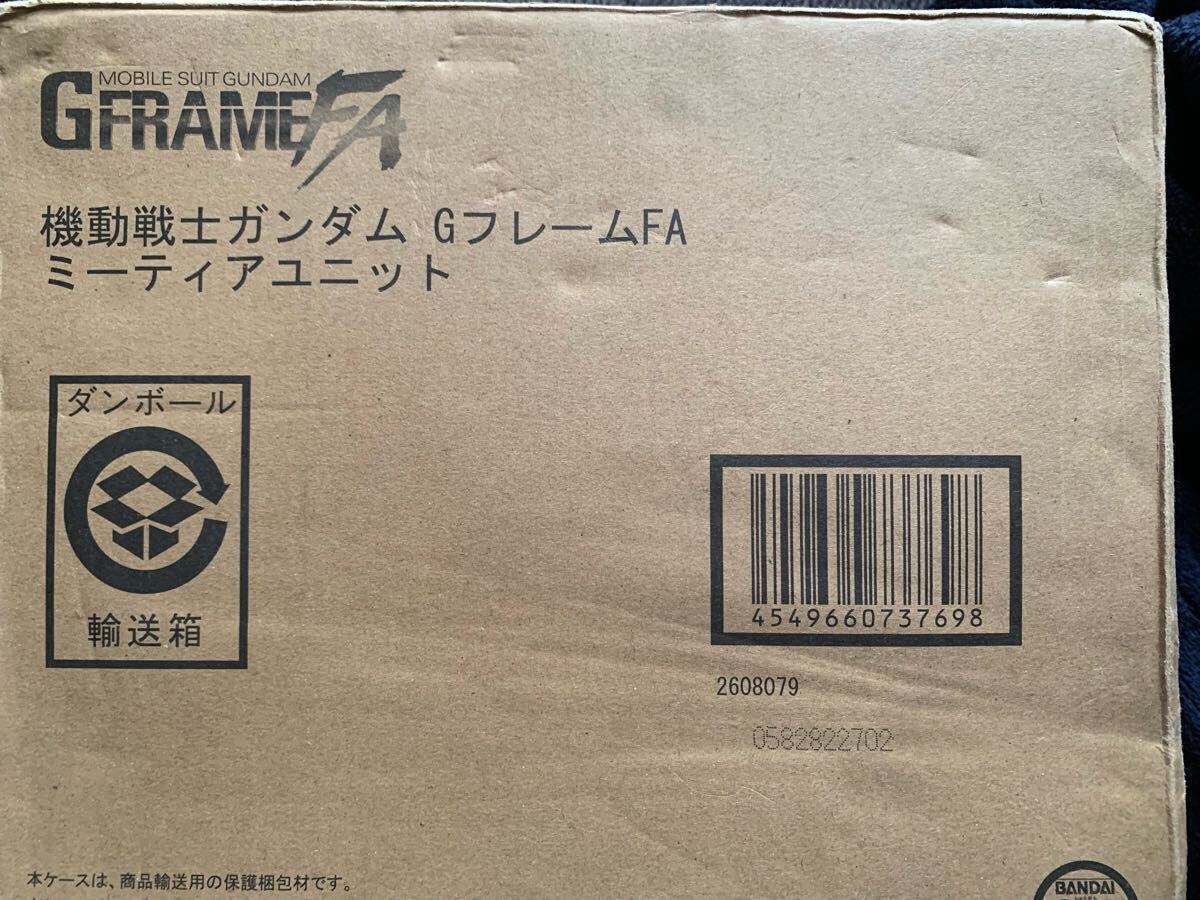 MOBILE SUIT GUNDAM
GFRAMEFA
機動戦士ガンダム GフレームFA
ミーティアユニット
ダンボール
輸送箱
4549660737698
2608079
0582822702
本ケースは、商品輸送用の保護梱包材です。
BANDAI